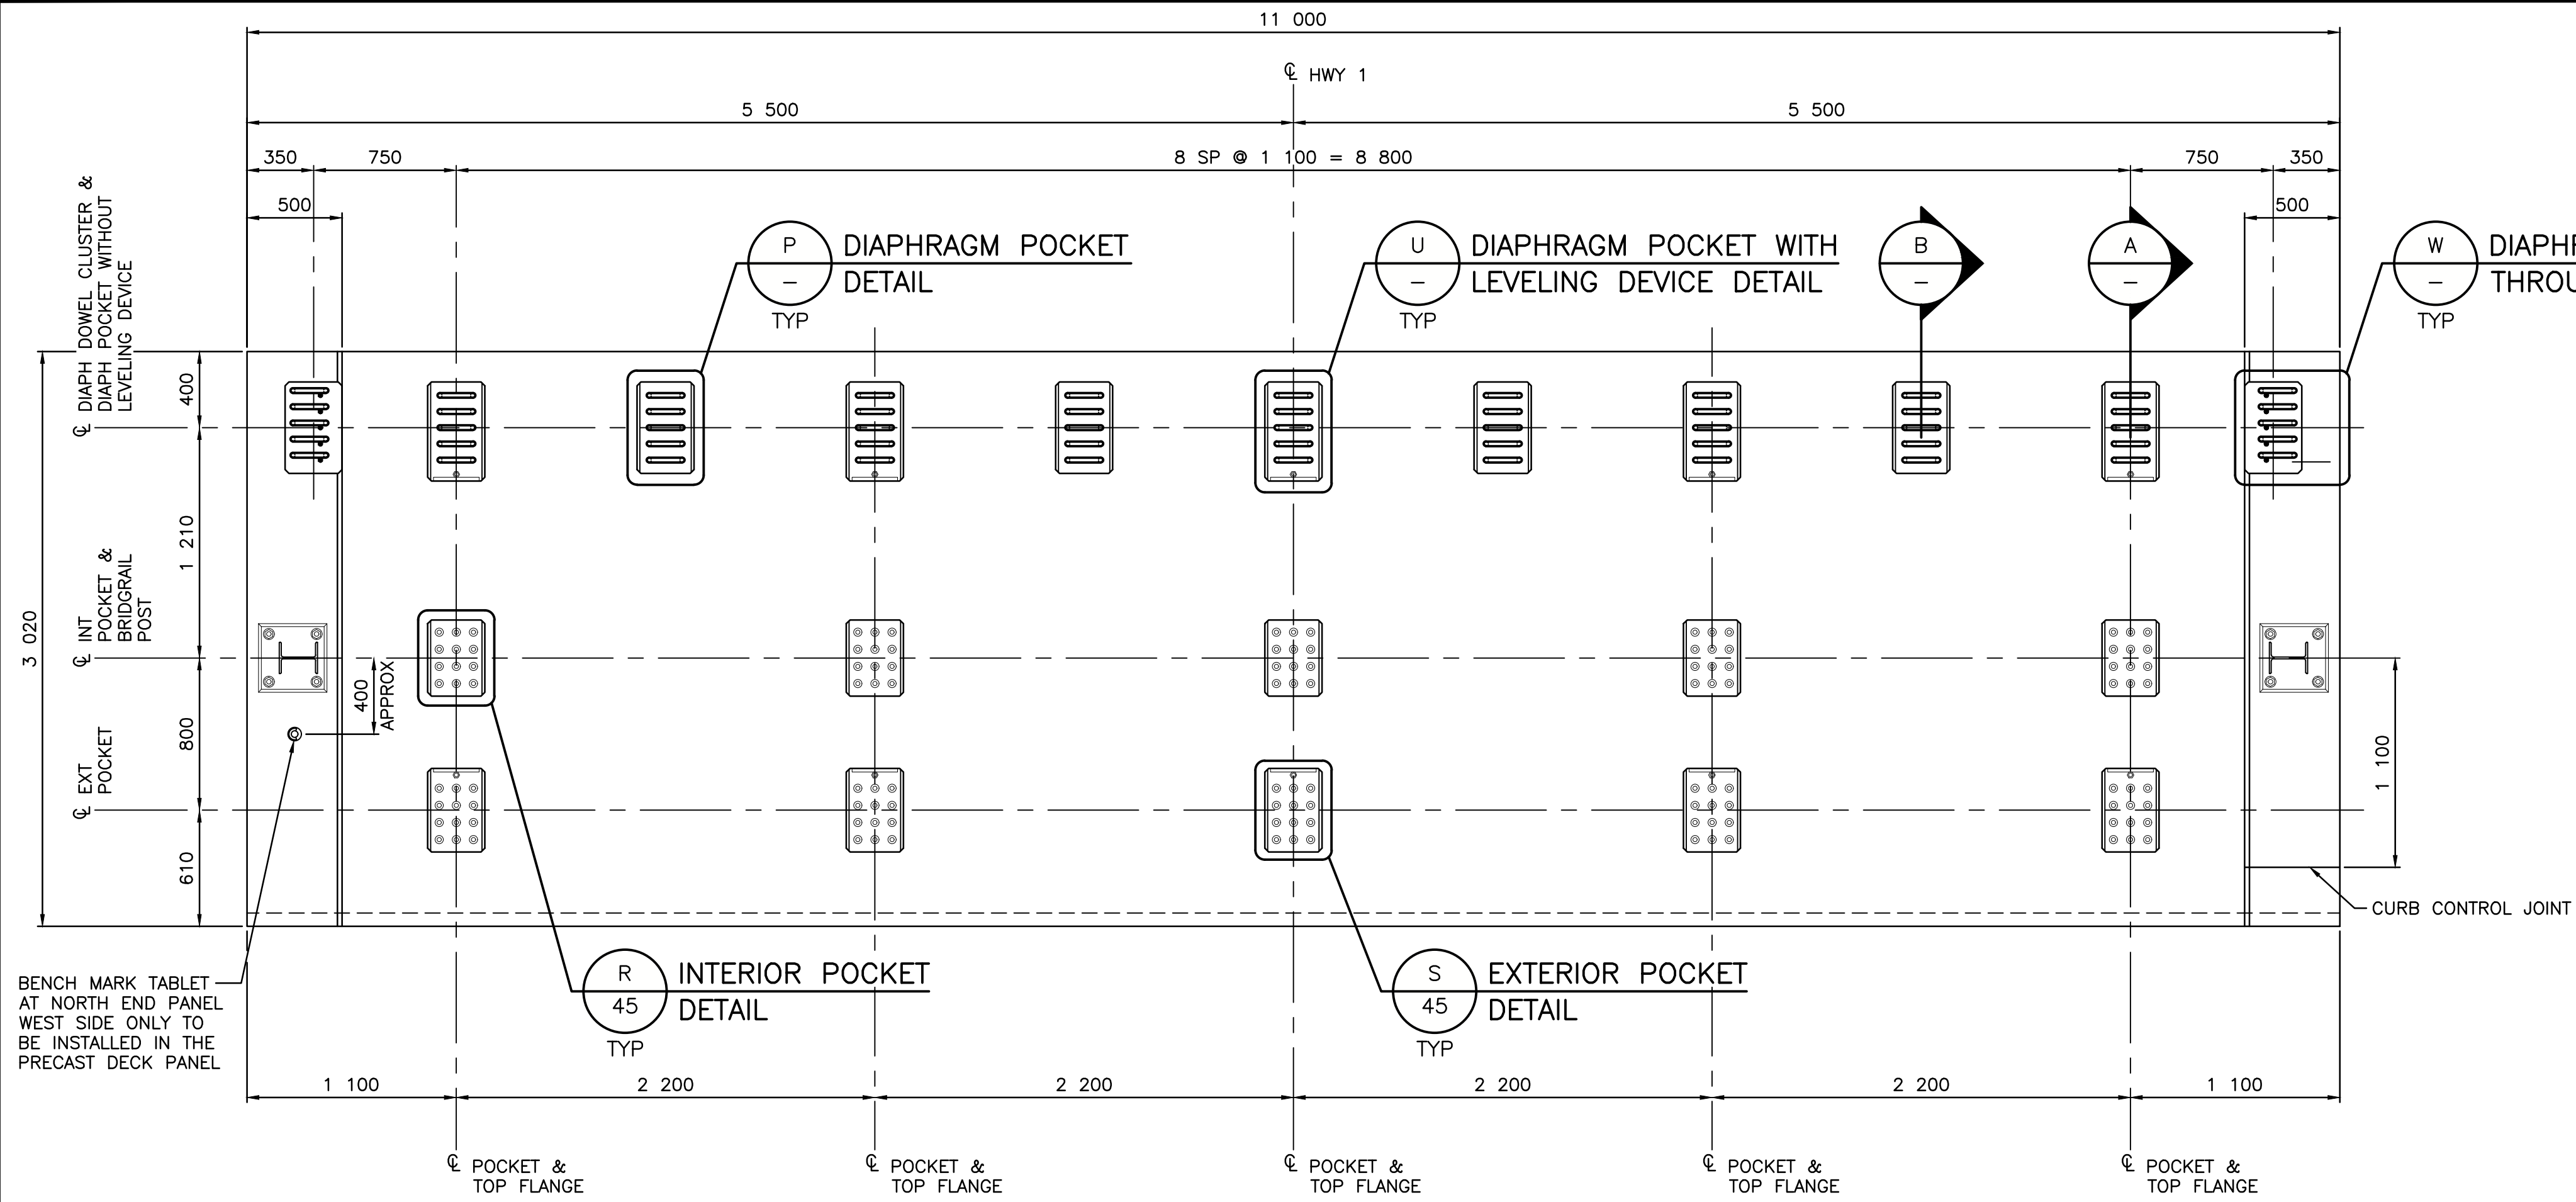 11 000
℄ HWY 1
5 500
5 500
350
750
8 SP @ 1 100 = 8 800
750
350
500
500
℄ DIAPH DOWEL CLUSTER &
DIAPH POCKET WITHOUT
LEVELING DEVICE
P
–
TYP
DIAPHRAGM POCKET
DETAIL
U
–
TYP
DIAPHRAGM POCKET WITH
LEVELING DEVICE DETAIL
B
–
A
–
W
–
TYP
THROU
400
1 210
800
610
3 020
℄ INT
POCKET &
BRIDGRAIL
POST
℄ EXT
POCKET
400
APPROX
1 100
CURB CONTROL JOINT
BENCH MARK TABLET
AT NORTH END PANEL
WEST SIDE ONLY TO
BE INSTALLED IN THE
PRECAST DECK PANEL
R
45
TYP
INTERIOR POCKET
DETAIL
S
45
TYP
EXTERIOR POCKET
DETAIL
1 100
2 200
2 200
2 200
2 200
1 100
℄ POCKET &
TOP FLANGE
℄ POCKET &
TOP FLANGE
℄ POCKET &
TOP FLANGE
℄ POCKET &
TOP FLANGE
℄ POCKET &
TOP FLANGE